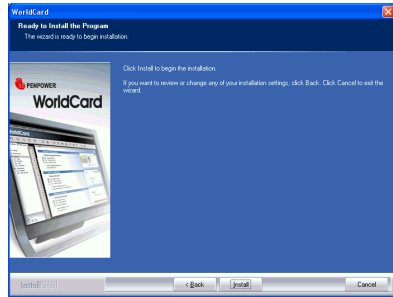 WorldCard
Ready to Install the Program
The wizard is ready to begin installation.
Click Install to begin the installation.
If you want to review or change any of your installation settings, click Back. Click Cancel to exit the
wizard.
PENPOWER
WorldCard
InstallShield
< Back
Install
Cancel